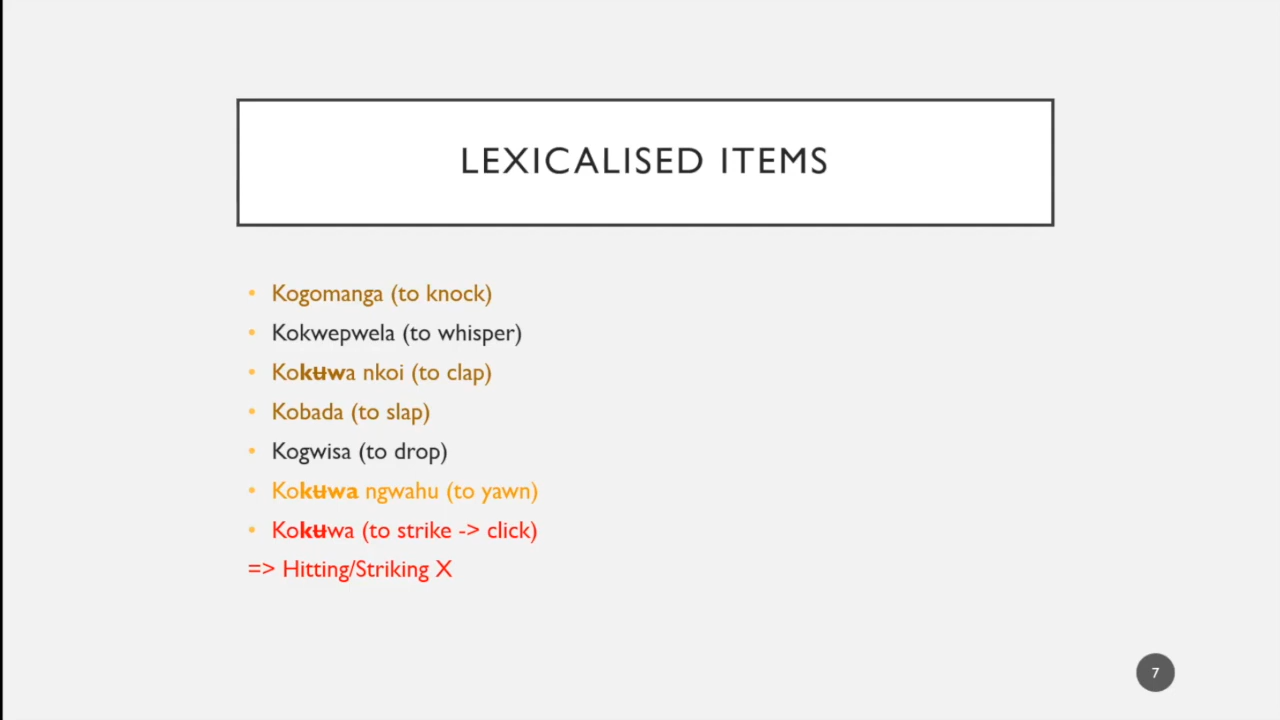 LEXICALISED ITEMS
• Kogomanga (to knock)
• Kokwepwela (to whisper)
• Kokʉwa nkoi (to clap)
• Kobada (to slap)
• Kogwisa (to drop)
• Kokʉwa ngwahu (to yawn)
• Kokʉwa (to strike -> click)
=> Hitting/Striking X
7